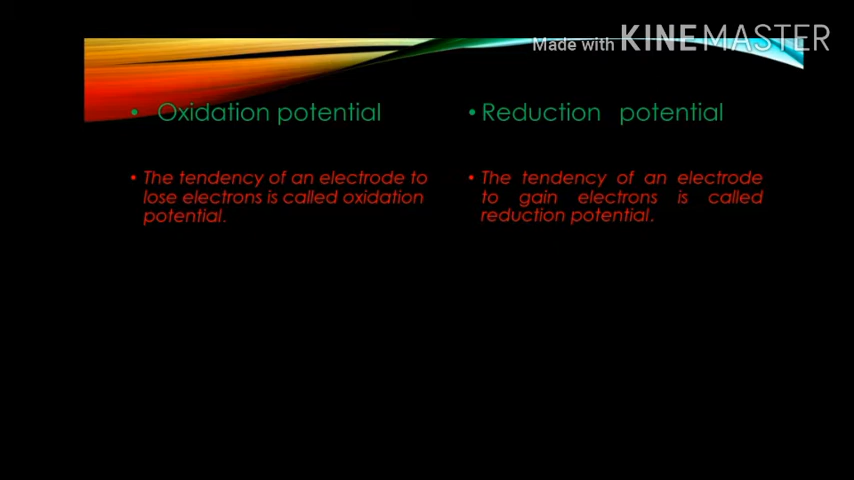 Made with KINEMASTER
• Oxidation potential
• The tendency of an electrode to
lose electrons is called oxidation
potential.
• Reduction potential
• The tendency of an electrode
to gain electrons is called
reduction potential.